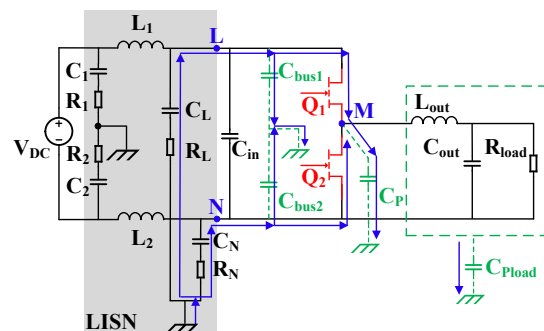 L1
L
C1
R1
R2
C2
VDC
CL
RL
Cin
Cbus1
Cbus2
Q1
Q2
M
Lout
Cout
Rload
CP
N
L2
CN
RN
CPload
LISN